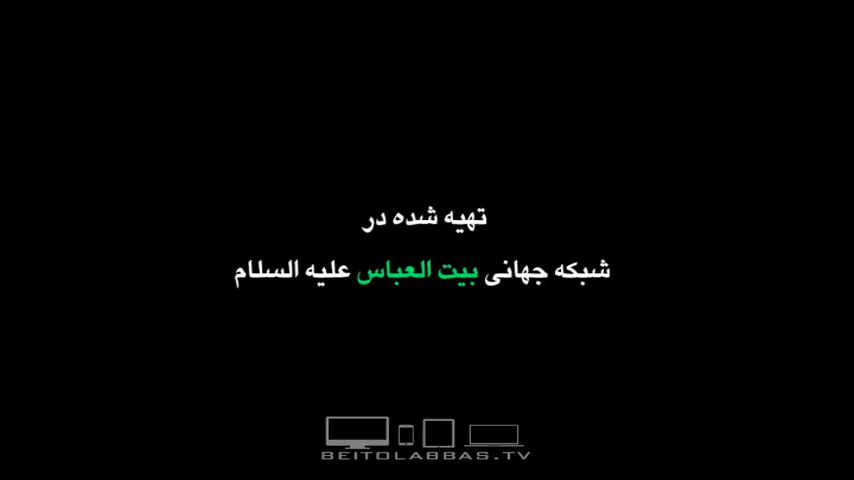 تهیه شده در
شبکه جهانی بیت العباس علیه السلام
BEITOLABBAS.TV